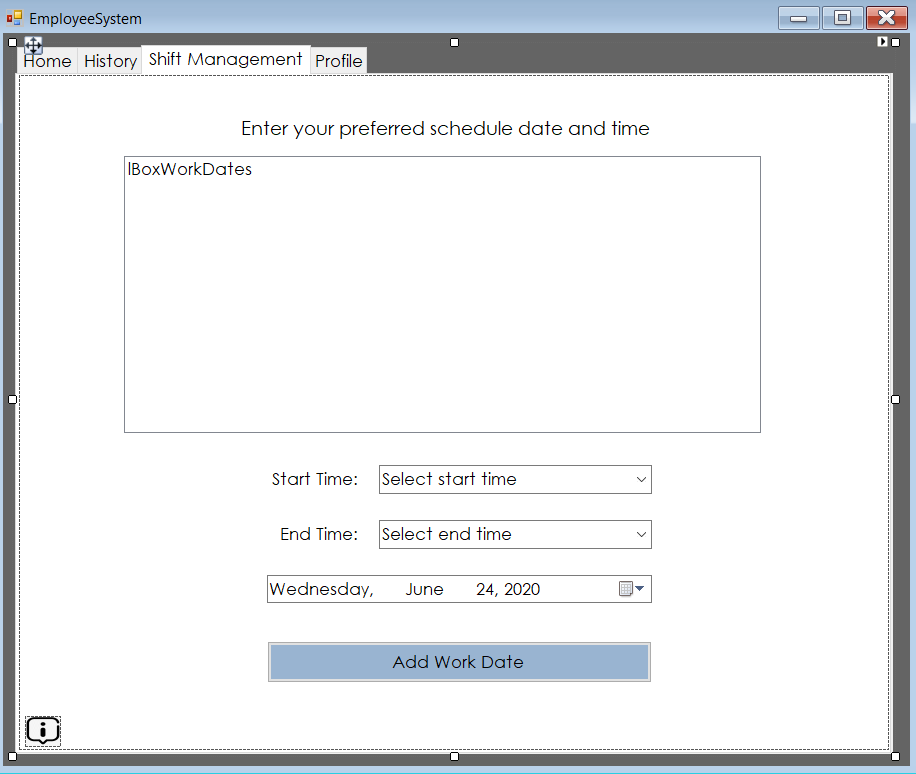 EmployeeSystem
Home History Shift Management Profile
Enter your preferred schedule date and time
lBoxWorkDates
Start Time: Select start time
End Time: Select end time
Wednesday, June 24, 2020
Add Work Date
i